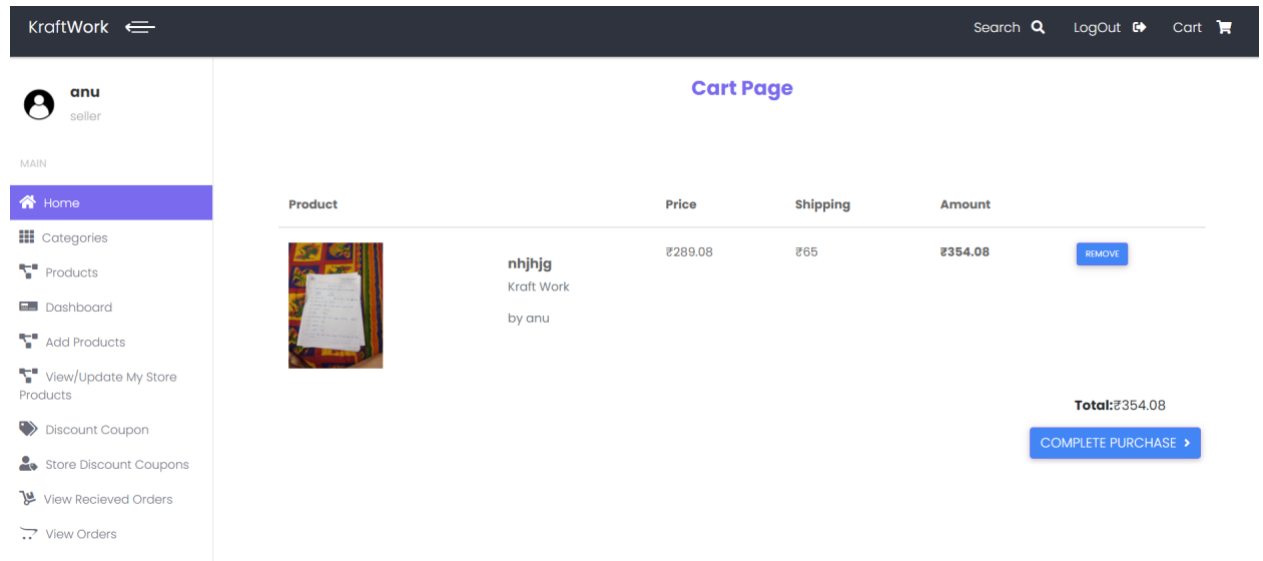 KraftWork
Search LogOut Cart
anu
seller
MAIN
Home
Categories
Products
Dashboard
Add Products
View/Update My Store
Products
Discount Coupon
Store Discount Coupons
View Recieved Orders
View Orders
Cart Page
Product Price Shipping Amount
nhjhjg ₹289.08 ₹65 ₹354.08 REMOVE
Kraft Work
by anu
Total:₹354.08
COMPLETE PURCHASE